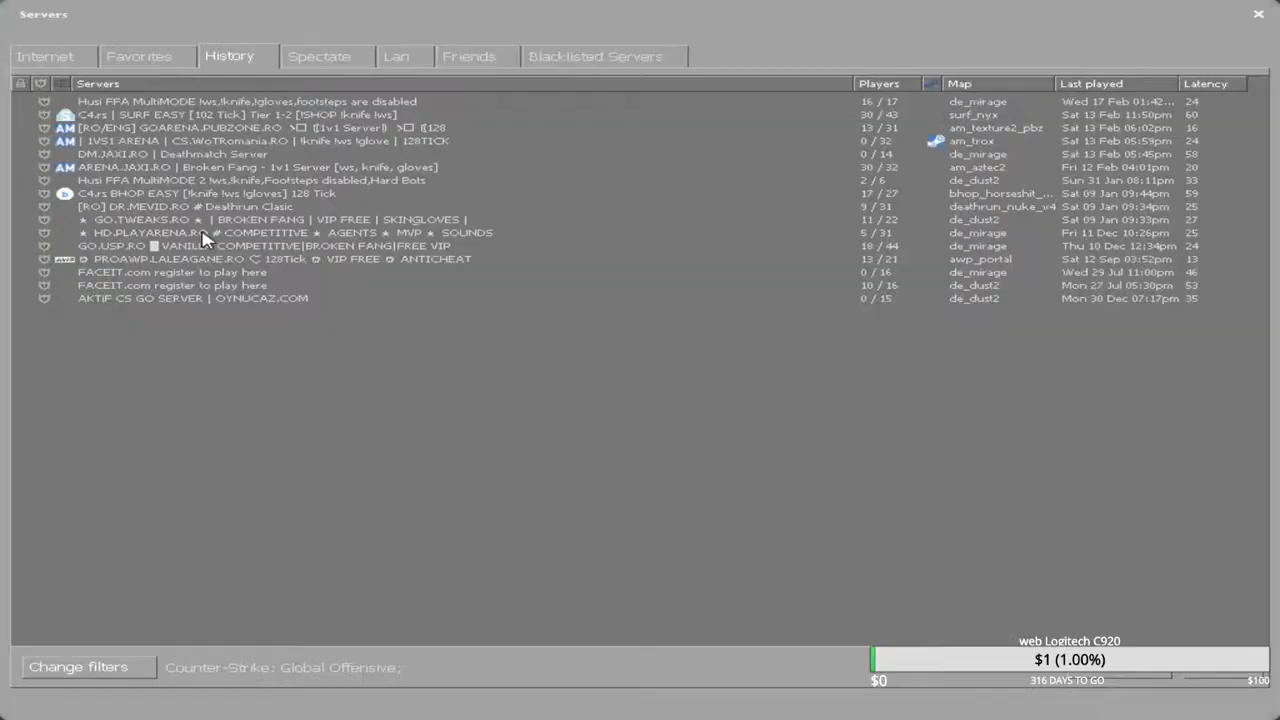 Servers
Internet Favorites History Spectate Lan Friends Blacklisted Servers
Servers Players Map Last played Latency
Husi FFA MultiMODE !ws,!knife,!gloves,footsteps are disabled 16 / 17 de_mirage Wed 17 Feb 01:42... 24
C4.rs | SURF EASY [102 Tick] Tier 1-2 [!SHOP !knife !ws] 30 / 43 surf_nyx Sat 13 Feb 11:50pm 60
AM [RO/ENG] GOARENA.PUBZONE.RO >□ ([1v1 Server!) >□ ([128 13 / 31 am_texture2_pbz Sat 13 Feb 06:02pm 16
AM | 1VS1 ARENA | CS.WoTRomania.RO | !knife !ws !glove | 128TICK 0 / 32 am_trox Sat 13 Feb 05:59pm 24
DM.JAXI.RO | Deathmatch Server 0 / 14 de_mirage Sat 13 Feb 05:45pm 58
AM ARENA.JAXI.RO | Broken Fang - 1v1 Server [ws, knife, gloves] 30 / 32 am_aztec2 Fri 12 Feb 04:01pm 20
Husi FFA MultiMODE 2 !ws,!knife,Footsteps disabled,Hard Bots 2 / 6 de_dust2 Sun 31 Jan 08:11pm 33
b C4.rs BHOP EASY [!knife !ws !gloves] 128 Tick 17 / 27 bhop_horseshit_... Sat 09 Jan 09:44pm 59
[RO] DR.MEVID.RO # Deathrun Clasic 9 / 31 deathrun_nuke_v4 Sat 09 Jan 09:34pm 25
★ GO.TWEAKS.RO ★ | BROKEN FANG | VIP FREE | SKINGLOVES | 11 / 22 de_dust2 Sat 09 Jan 09:33pm 27
★ HD.PLAYARENA.RO # COMPETITIVE ★ AGENTS ★ MVP ★ SOUNDS 5 / 31 de_mirage Fri 11 Dec 10:26pm 25
GO.USP.RO COMPETITIVE|BROKEN FANG|FREE VIP 18 / 44 de_mirage Thu 10 Dec 12:34pm 24
PROAWP.LALEAGANE.RO 128Tick VIP FREE ANTICHEAT 13 / 21 awp_portal Sat 12 Sep 03:52pm 13
FACEIT.com register to play here 0 / 16 de_mirage Wed 29 Jul 11:00pm 46
FACEIT.com register to play here 10 / 16 de_dust2 Mon 27 Jul 05:30pm 53
AKTiF CS GO SERVER | OYNUCAZ.COM 0 / 15 de_dust2 Mon 30 Dec 07:17pm 35
web Logitech C920
Change filters Counter-Strike: Global Offensive; $1 (1.00%)
$0 316 DAYS TO GO $100